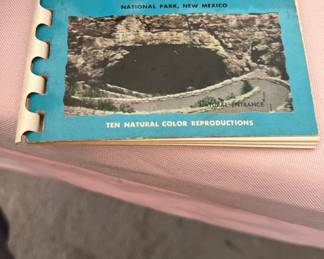 NATIONAL PARK, NEW MEXICO
NATURAL ENTRANCE
TEN NATURAL COLOR REPRODUCTIONS